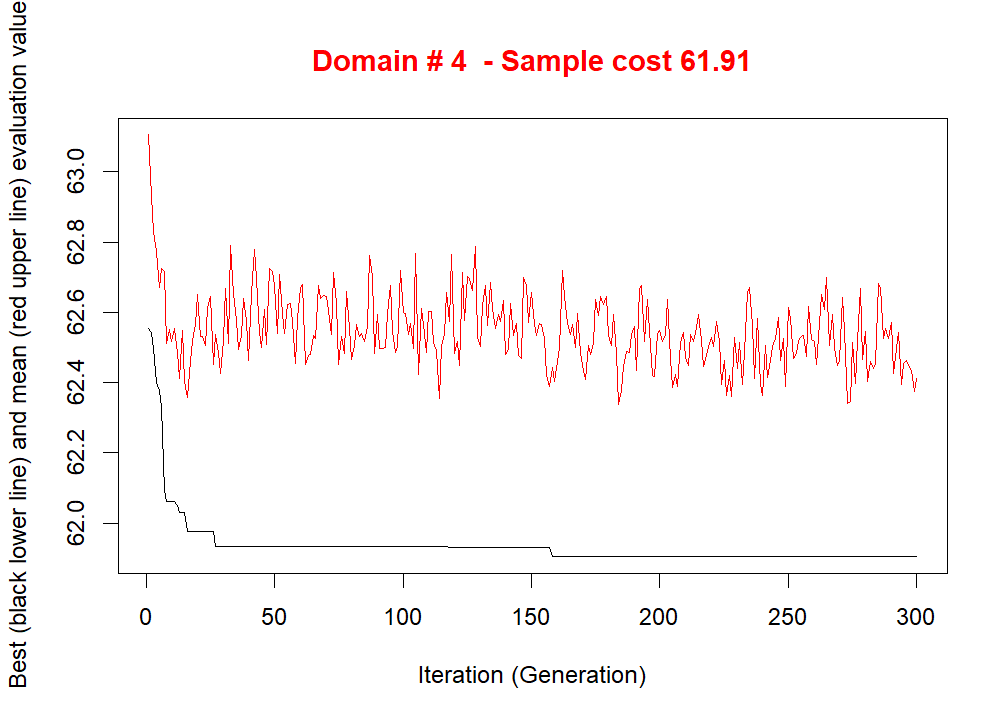 Domain # 4  - Sample cost 61.91
Best (black lower line) and mean (red upper line) evaluation value
63.0
62.8
62.6
62.4
62.2
62.0
0 50 100 150 200 250 300
Iteration (Generation)